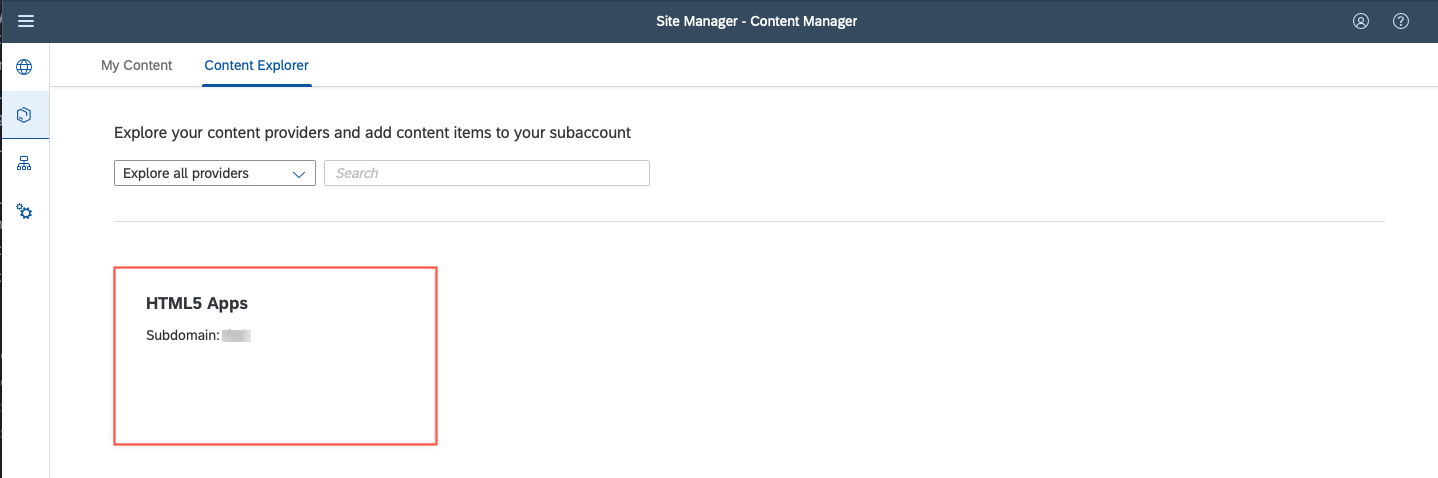 Site Manager - Content Manager
My Content
Content Explorer
Explore your content providers and add content items to your subaccount
Explore all providers
Search
HTML5 Apps
Subdomain: